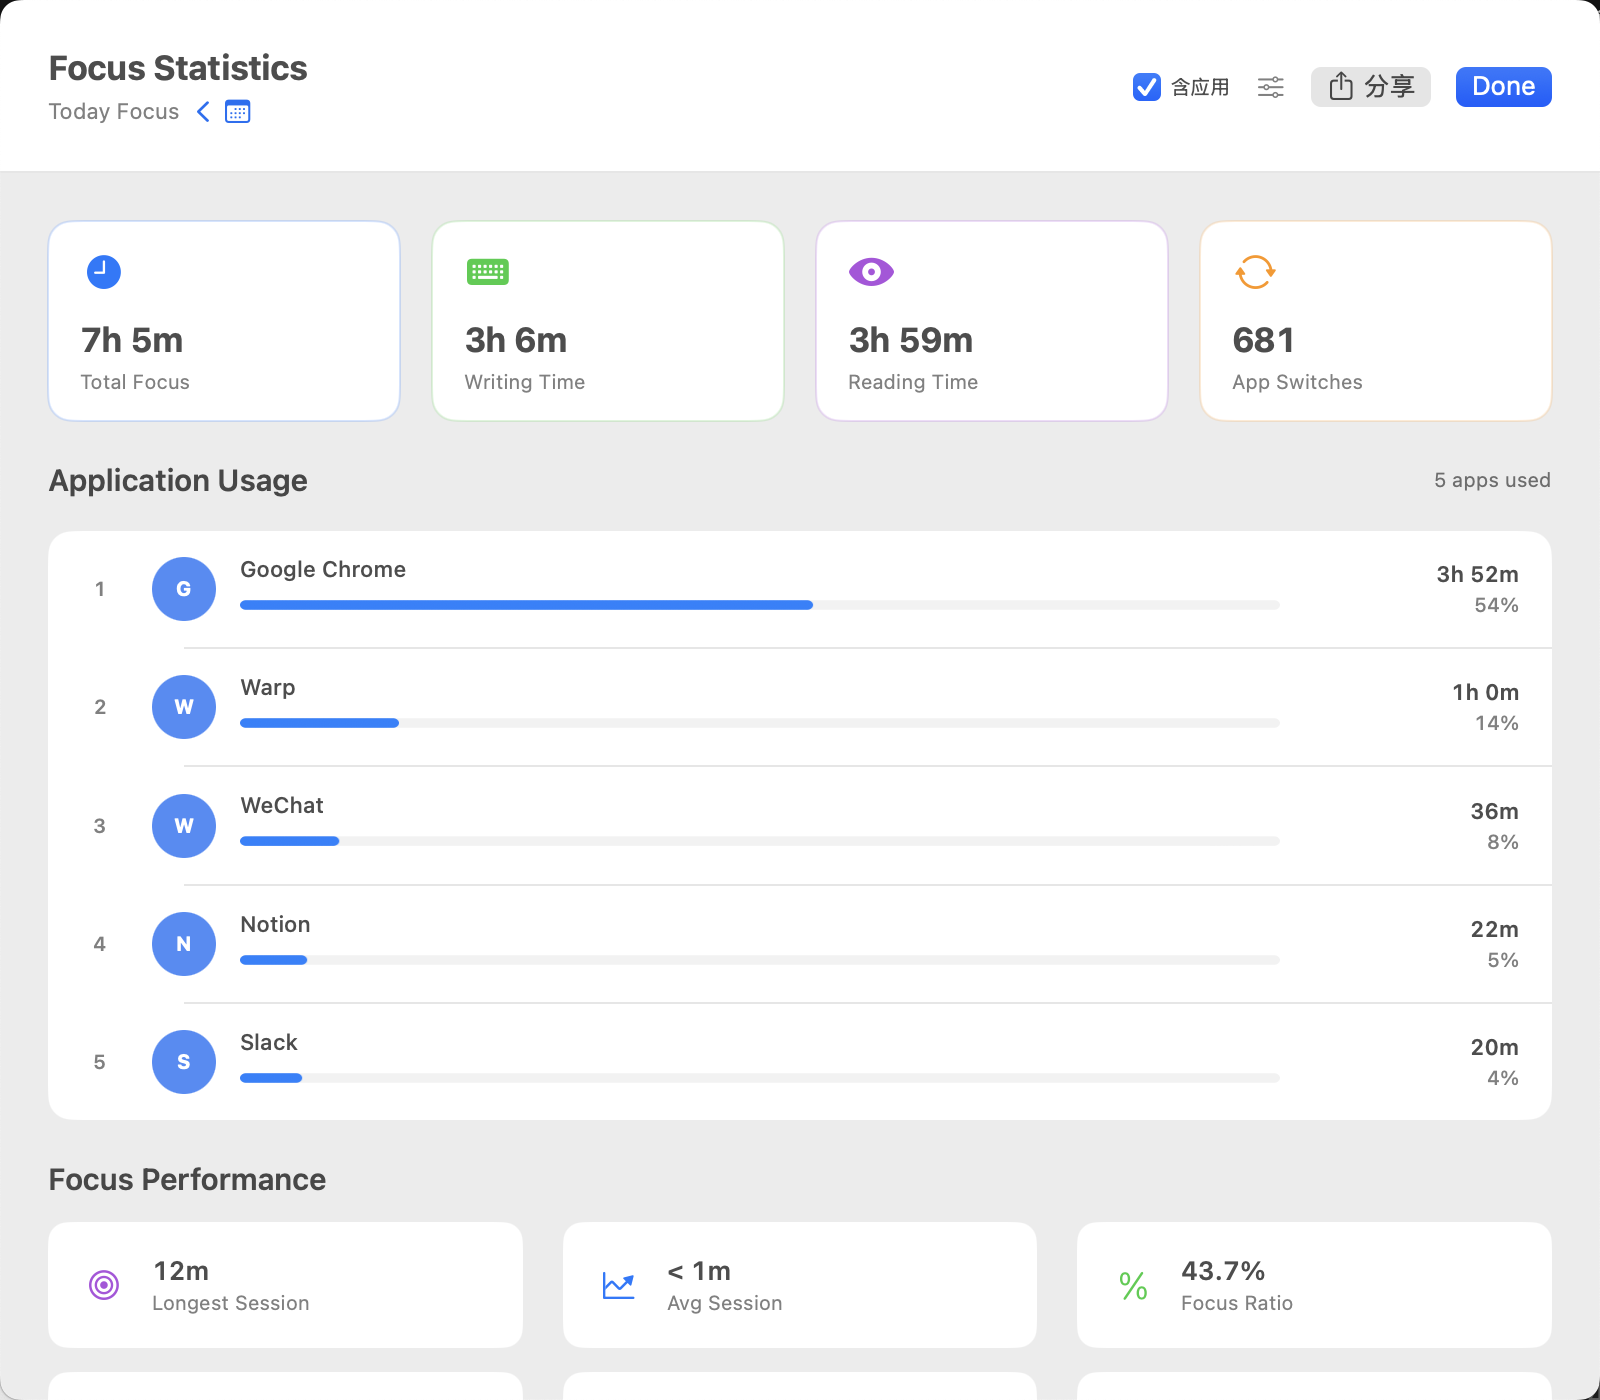 Focus Statistics
Today Focus
含应用
分享
Done
7h 5m
Total Focus
3h 6m
Writing Time
3h 59m
Reading Time
681
App Switches
Application Usage
5 apps used
1
G
Google Chrome
3h 52m
54%
2
W
Warp
1h 0m
14%
3
W
WeChat
36m
8%
4
N
Notion
22m
5%
5
S
Slack
20m
4%
Focus Performance
12m
Longest Session
< 1m
Avg Session
%
43.7%
Focus Ratio